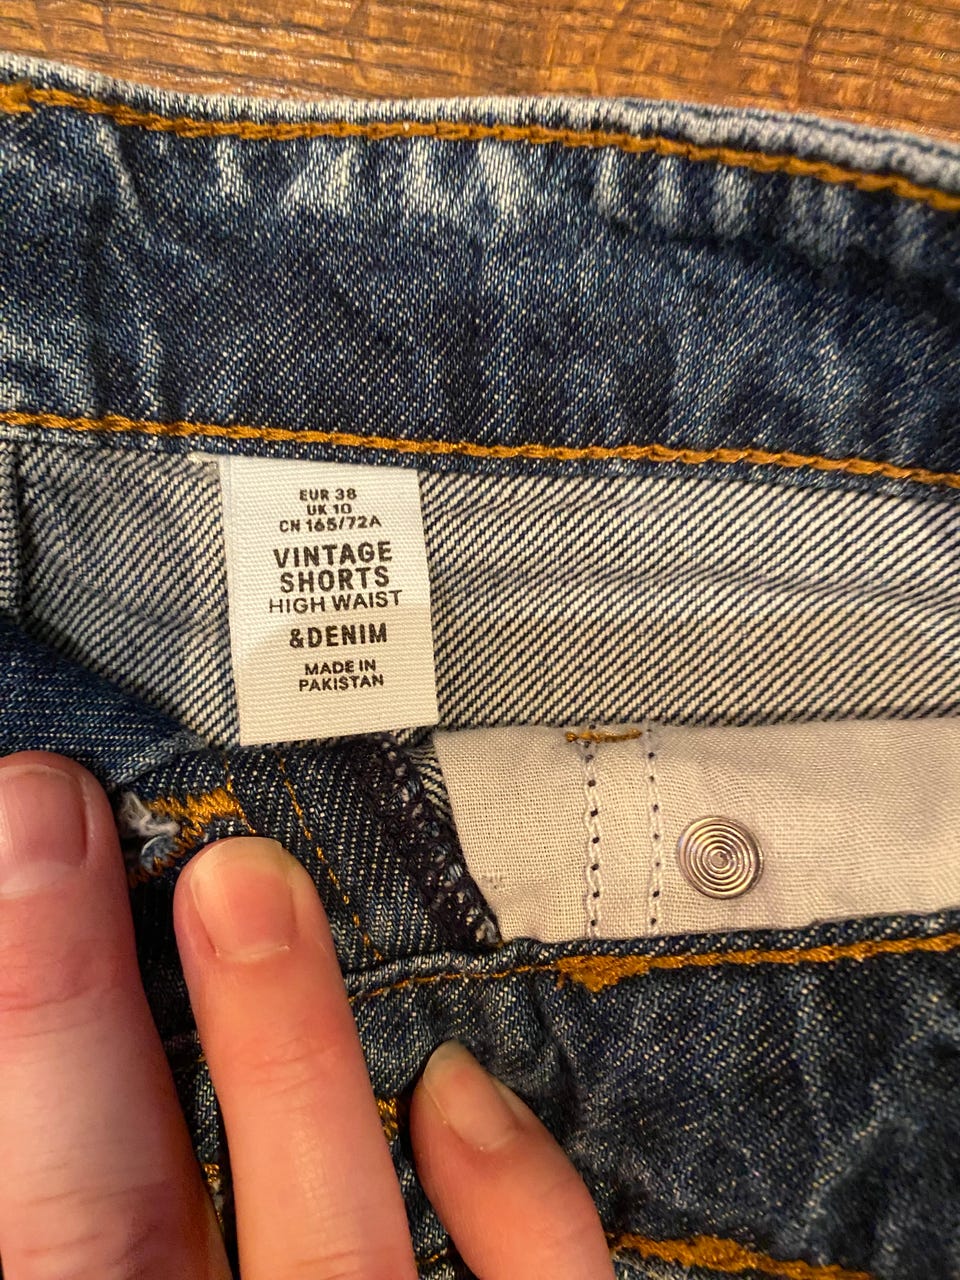 EUR 38
UK 10
CN 165/72A
VINTAGE
SHORTS
HIGH WAIST
&DENIM
MADE IN
PAKISTAN